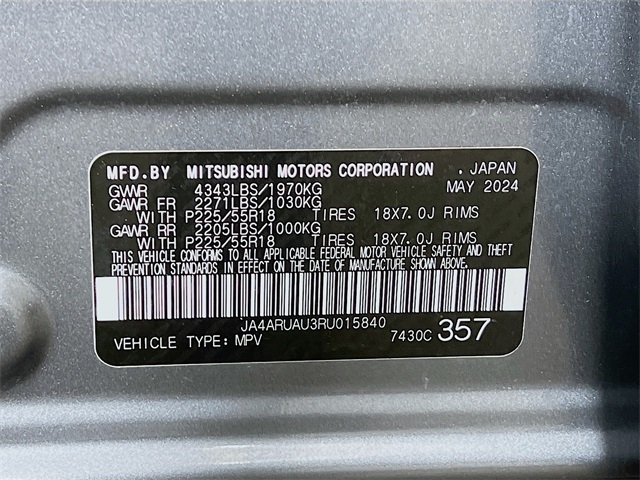 MFD.BY MITSUBISHI MOTORS CORPORATION . JAPAN
GVWR 4343LBS/1970KG MAY 2024
GAWR FR 2271LBS/1030KG
WITH P225/55R18 TIRES 18X7.0J RIMS
GAWR RR 2205LBS/1000KG
WITH P225/55R18 TIRES 18X7.0J RIMS
THIS VEHICLE CONFORMS TO ALL APPLICABLE FEDERAL MOTOR VEHICLE SAFETY AND THEFT
PREVENTION STANDARDS IN EFFECT ON THE DATE OF MANUFACTURE SHOWN ABOVE.
JA4ARUAU3RU015840
VEHICLE TYPE: MPV 7430C 357